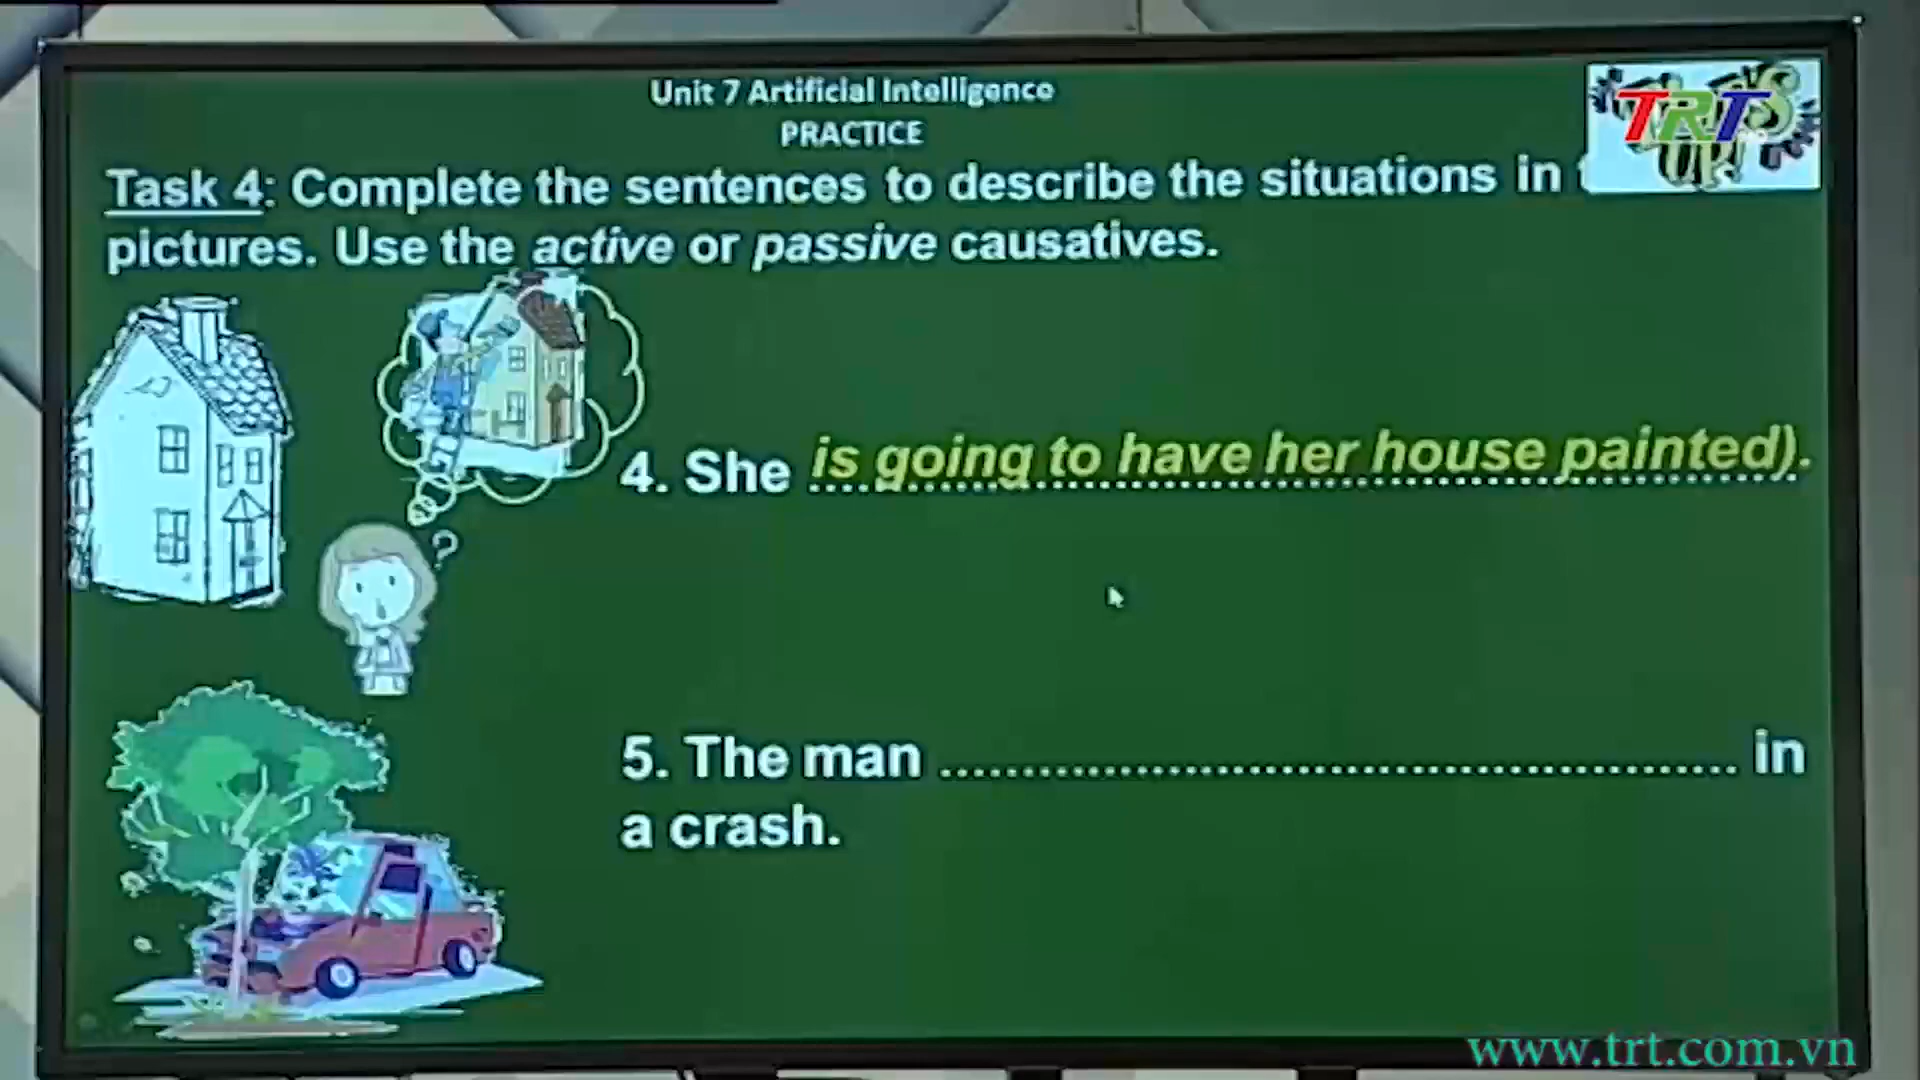 Unit 7 Artificial Intelligence
PRACTICE
TRT
Task 4: Complete the sentences to describe the situations in
pictures. Use the active or passive causatives.
4. She is going to have her house painted).
?
5. The man ........................................ in
a crash.
www.trt.com.vn